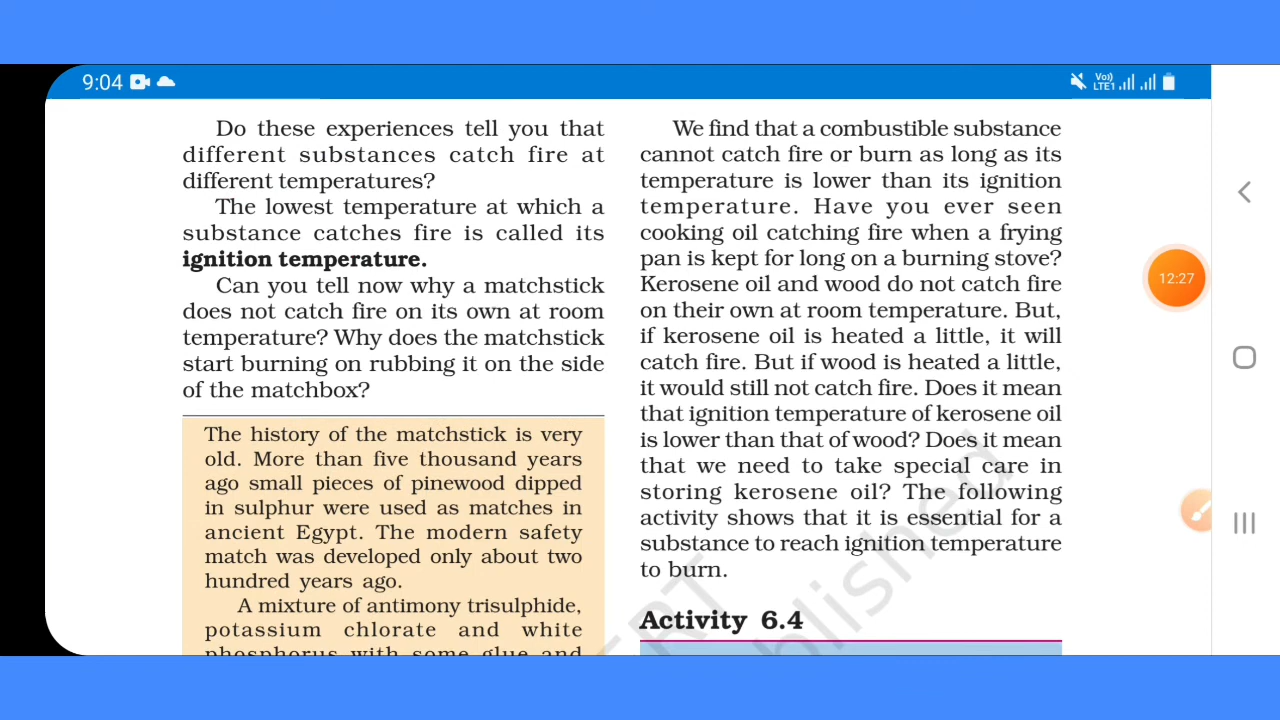 9:04
Vo))
LTE1
Do these experiences tell you that
different substances catch fire at
different temperatures?
The lowest temperature at which a
substance catches fire is called its
ignition temperature.
Can you tell now why a matchstick
does not catch fire on its own at room
temperature? Why does the matchstick
start burning on rubbing it on the side
of the matchbox?
The history of the matchstick is very
old. More than five thousand years
ago small pieces of pinewood dipped
in sulphur were used as matches in
ancient Egypt. The modern safety
match was developed only about two
hundred years ago.
A mixture of antimony trisulphide,
potassium chlorate and white
phosphorus with some glue and
We find that a combustible substance
cannot catch fire or burn as long as its
temperature is lower than its ignition
temperature. Have you ever seen
cooking oil catching fire when a frying
pan is kept for long on a burning stove?
Kerosene oil and wood do not catch fire
on their own at room temperature. But,
if kerosene oil is heated a little, it will
catch fire. But if wood is heated a little,
it would still not catch fire. Does it mean
that ignition temperature of kerosene oil
is lower than that of wood? Does it mean
that we need to take special care in
storing kerosene oil? The following
activity shows that it is essential for a
substance to reach ignition temperature
to burn.
Activity 6.4
12:27